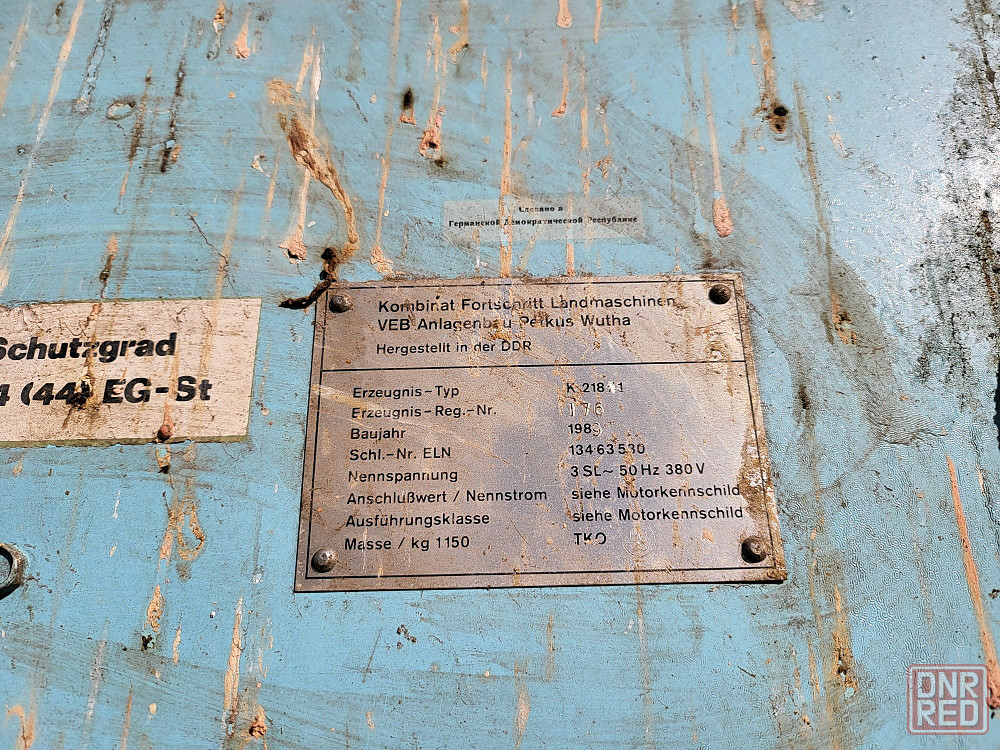 Сделано в
Германской Демократической Республике
Kombinat Fortschritt Landmaschinen
VEB Anlagenbau Petkus Wutha
Hergestellt in der DDR
Schutzgrad
(44) EG-St
Erzeugnis-Typ
Erzeugnis-Reg.-Nr. 176
Baujahr
Schl.-Nr. ELN 134 63 530
Nennspannung 3 SL~ 50 Hz 380 V
Anschlußwert / Nennstrom siehe Motorkennschild
Ausführungsklasse siehe Motorkennschild
Masse / kg 1150 TKO
DNR
RED